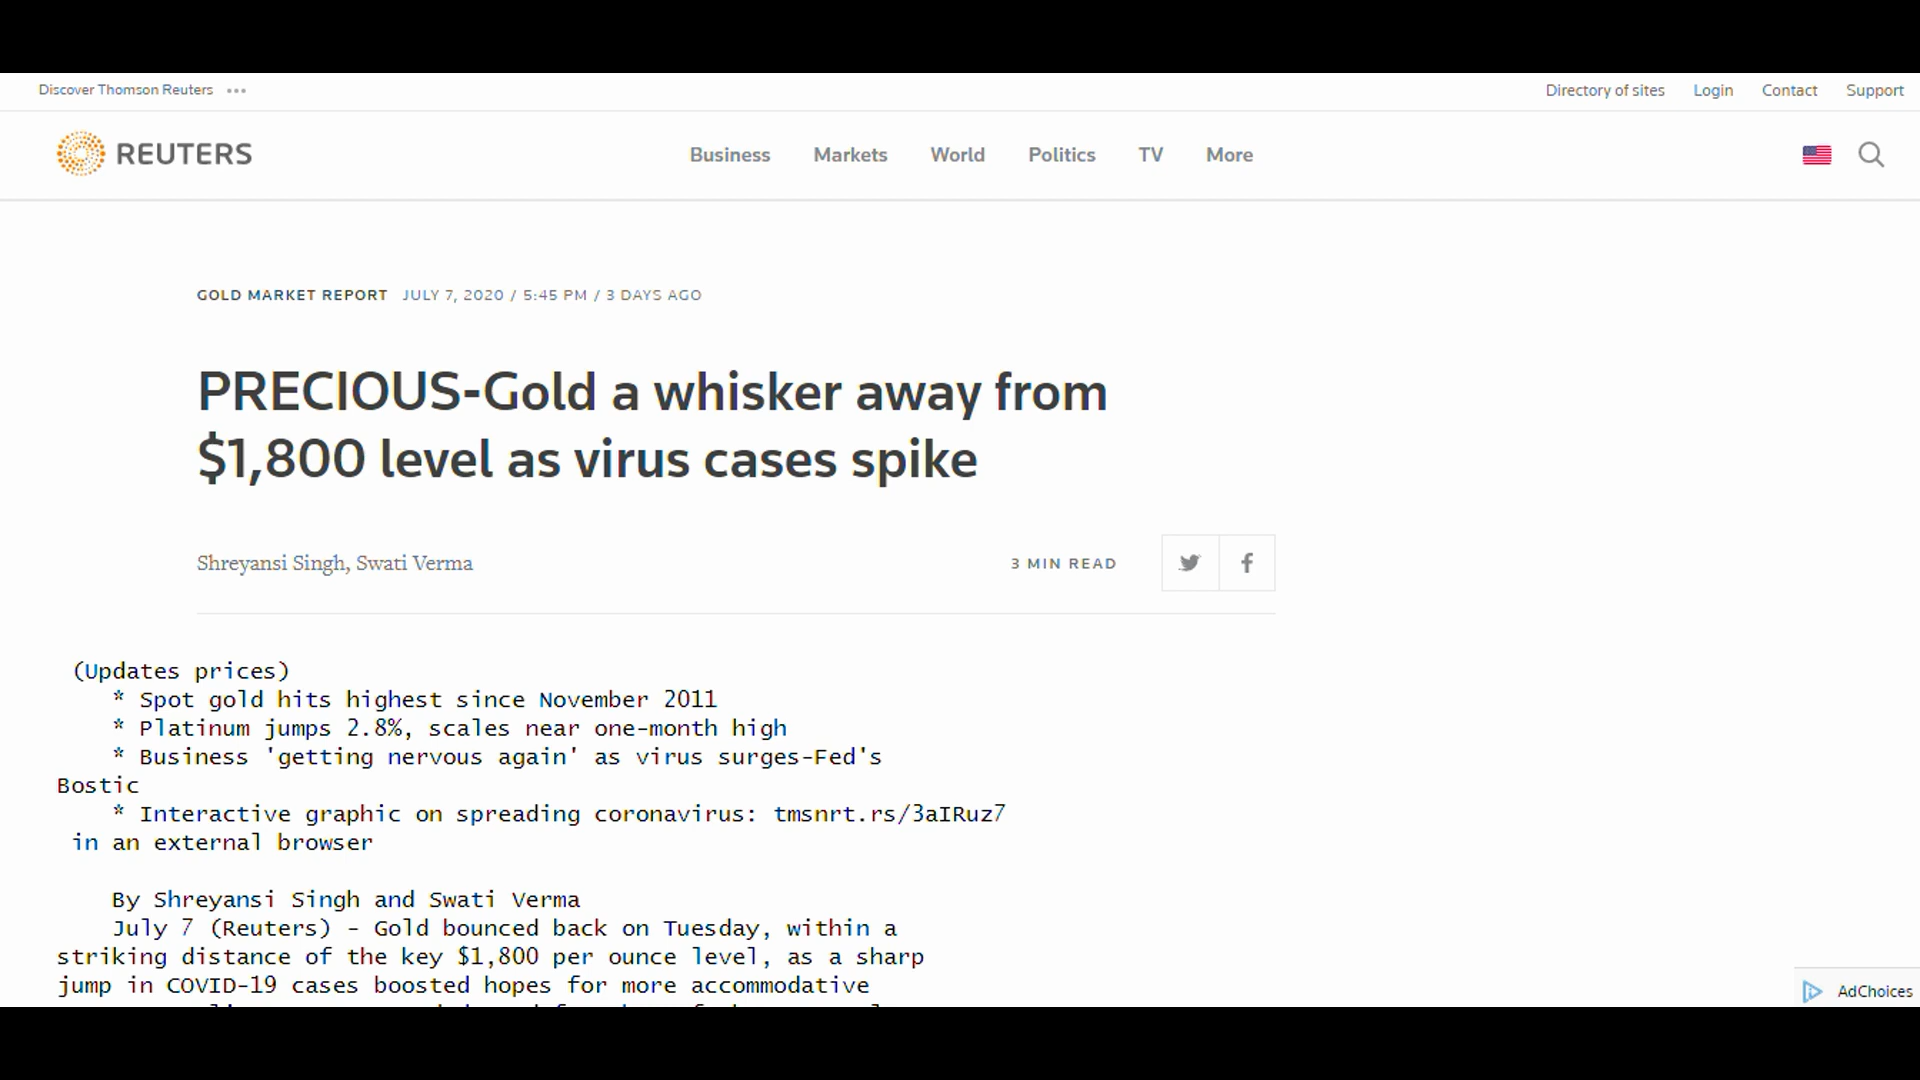 Discover Thomson Reuters ...
Directory of sites Login Contact Support
REUTERS
Business Markets World Politics TV More
GOLD MARKET REPORT JULY 7, 2020 / 5:45 PM / 3 DAYS AGO
PRECIOUS-Gold a whisker away from
$1,800 level as virus cases spike
Shreyansi Singh, Swati Verma
3 MIN READ
(Updates prices)
* Spot gold hits highest since November 2011
* Platinum jumps 2.8%, scales near one-month high
* Business 'getting nervous again' as virus surges-Fed's
Bostic
* Interactive graphic on spreading coronavirus: tmsnrt.rs/3aIRuz7
in an external browser
By Shreyansi Singh and Swati Verma
July 7 (Reuters) - Gold bounced back on Tuesday, within a
striking distance of the key $1,800 per ounce level, as a sharp
jump in COVID-19 cases boosted hopes for more accommodative
AdChoices